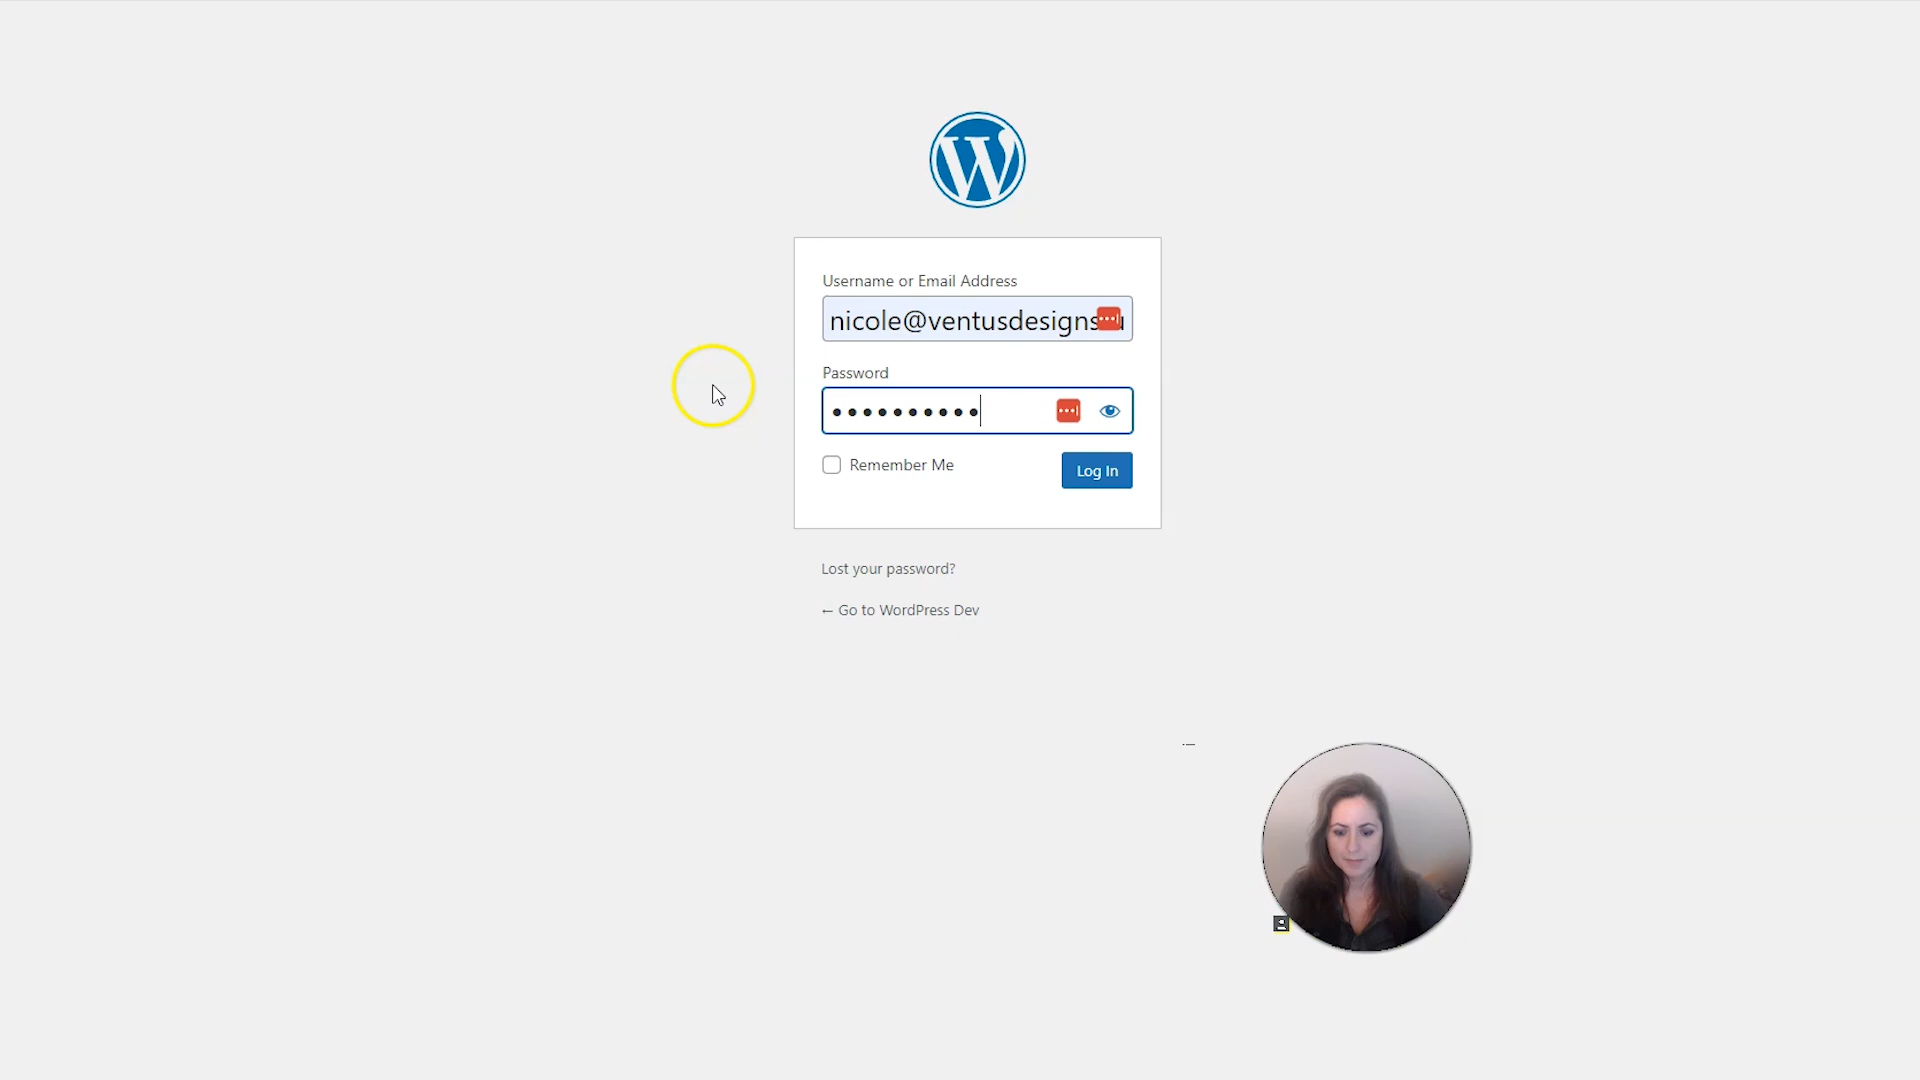 Username or Email Address
nicole@ventusdesigns
Password
Remember Me
Log In
Lost your password?
← Go to WordPress Dev